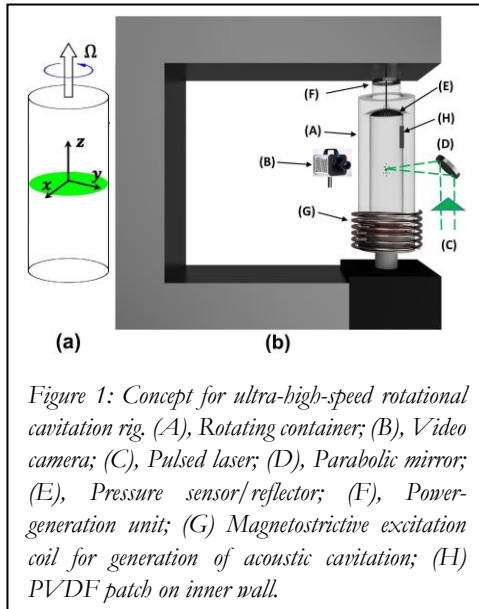 Ω
z
x
y
(a)
(F)
(E)
(A)
(H)
(B)
(D)
(G)
(C)
(b)
Figure 1: Concept for ultra-high-speed rotational
cavitation rig. (A), Rotating container; (B), Video
camera; (C), Pulsed laser; (D), Parabolic mirror;
(E), Pressure sensor/reflector; (F), Power-
generation unit; (G) Magnetostrictive excitation
coil for generation of acoustic cavitation; (H)
PVDF patch on inner wall.